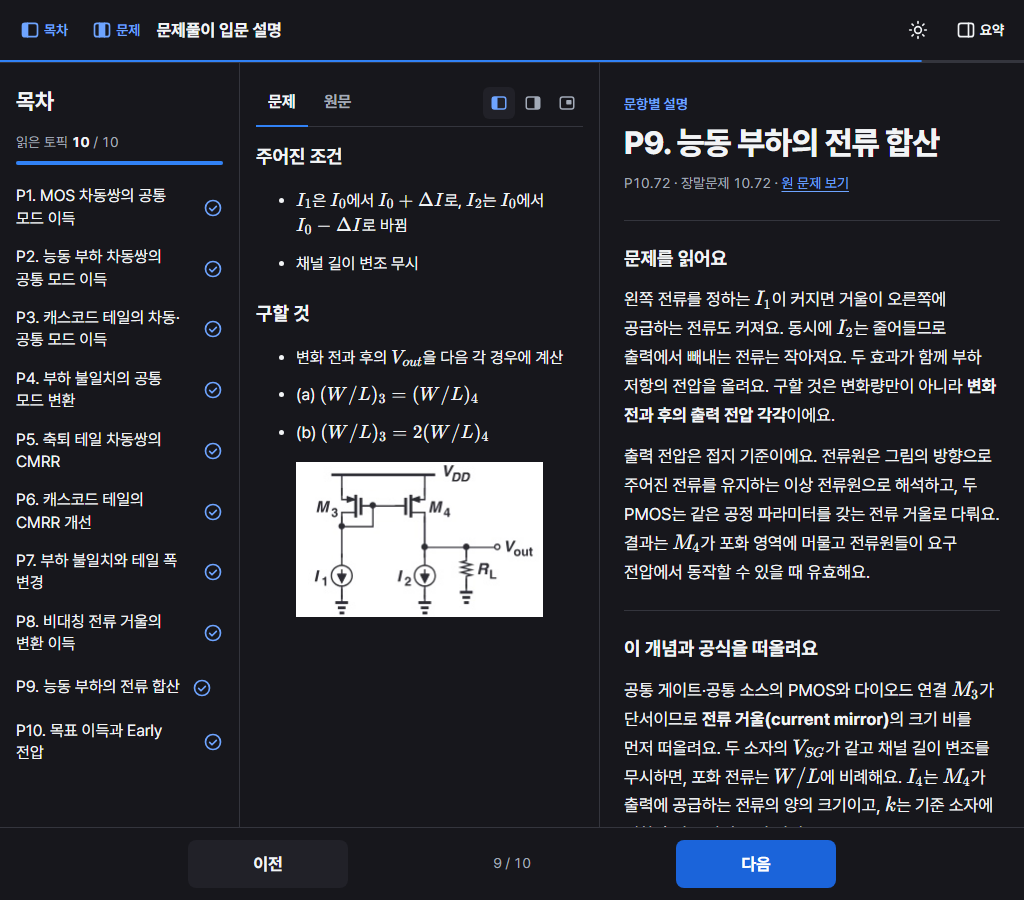 목차
문제
문제풀이 입문 설명
요약
목차
읽은 토픽 10 / 10
P1. MOS 차동쌍의 공통
모드 이득
P2. 능동 부하 차동쌍의
공통 모드 이득
P3. 캐스코드 테일의 차동·
공통 모드 이득
P4. 부하 불일치의 공통
모드 변환
P5. 축퇴 테일 차동쌍의
CMRR
P6. 캐스코드 테일의
CMRR 개선
P7. 부하 불일치와 테일 폭
변경
P8. 비대칭 전류 거울의
변환 이득
P9. 능동 부하의 전류 합산
P10. 목표 이득과 Early
전압
문제
원문
주어진 조건
I₁은 I₀에서 I₀ + ΔI로, I₂는 I₀에서
I₀ − ΔI로 바뀜
채널 길이 변조 무시
구할 것
변화 전과 후의 V_out을 다음 각 경우에 계산
(a) (W/L)₃ = (W/L)₄
(b) (W/L)₃ = 2(W/L)₄
V_DD
M₃
M₄
V_out
I₁
I₂
R_L
문항별 설명
P9. 능동 부하의 전류 합산
P10.72 · 장말문제 10.72 · 원 문제 보기
문제를 읽어요
왼쪽 전류를 정하는 I₁이 커지면 거울이 오른쪽에
공급하는 전류도 커져요. 동시에 I₂는 줄어들므로
출력에서 빼내는 전류는 작아져요. 두 효과가 함께 부하
저항의 전압을 올려요. 구할 것은 변화량만이 아니라 변화
전과 후의 출력 전압 각각이에요.
출력 전압은 접지 기준이에요. 전류원은 그림의 방향으로
주어진 전류를 유지하는 이상 전류원으로 해석하고, 두
PMOS는 같은 공정 파라미터를 갖는 전류 거울로 다뤄요.
결과는 M₄가 포화 영역에 머물고 전류원들이 요구
전압에서 동작할 수 있을 때 유효해요.
이 개념과 공식을 떠올려요
공통 게이트·공통 소스의 PMOS와 다이오드 연결 M₃가
단서이므로 전류 거울(current mirror)의 크기 비를
먼저 떠올려요. 두 소자의 V_SG가 같고 채널 길이 변조를
무시하면, 포화 전류는 W/L에 비례해요. I₄는 M₄가
출력에 공급하는 전류의 양의 크기이고, k는 기준 소자에
이전
9 / 10
다음